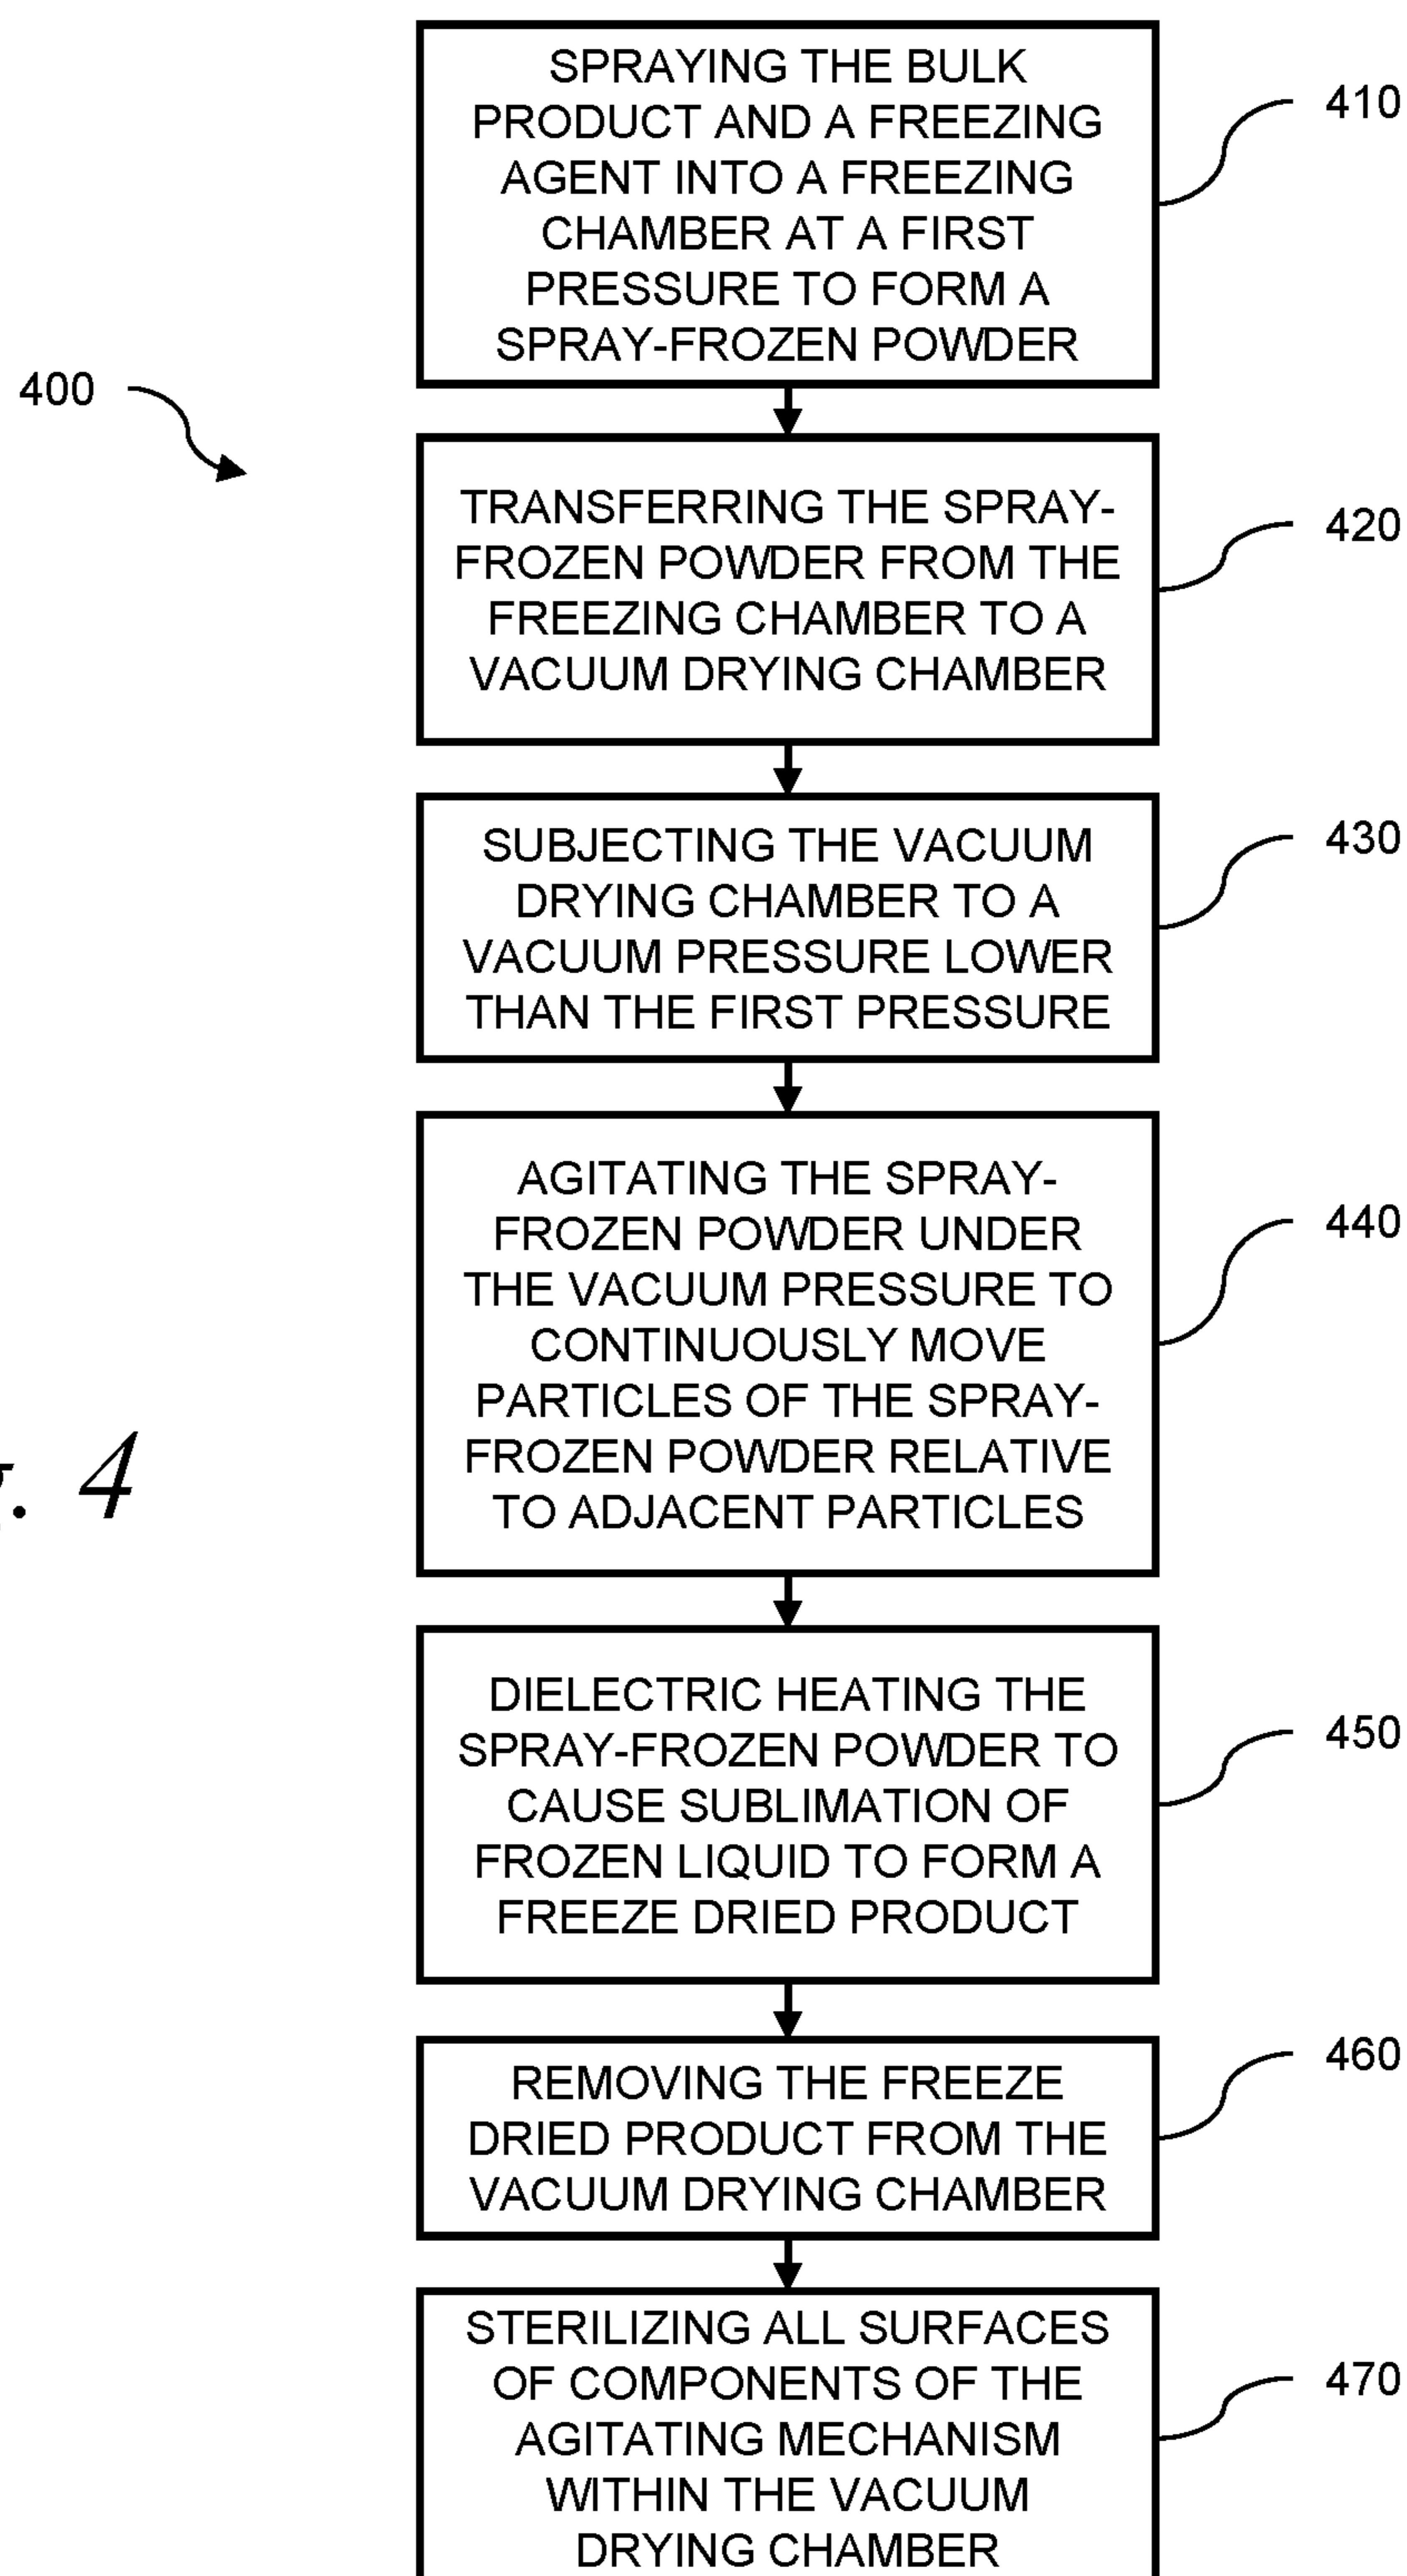 SPRAYING THE BULK
PRODUCT AND A FREEZING
AGENT INTO A FREEZING
CHAMBER AT A FIRST
PRESSURE TO FORM A
SPRAY-FROZEN POWDER
410
400
TRANSFERRING THE SPRAY-
FROZEN POWDER FROM THE
FREEZING CHAMBER TO A
VACUUM DRYING CHAMBER
420
SUBJECTING THE VACUUM
DRYING CHAMBER TO A
VACUUM PRESSURE LOWER
THAN THE FIRST PRESSURE
430
AGITATING THE SPRAY-
FROZEN POWDER UNDER
THE VACUUM PRESSURE TO
CONTINUOUSLY MOVE
PARTICLES OF THE SPRAY-
FROZEN POWDER RELATIVE
TO ADJACENT PARTICLES
440
4
DIELECTRIC HEATING THE
SPRAY-FROZEN POWDER TO
CAUSE SUBLIMATION OF
FROZEN LIQUID TO FORM A
FREEZE DRIED PRODUCT
450
REMOVING THE FREEZE
DRIED PRODUCT FROM THE
VACUUM DRYING CHAMBER
460
STERILIZING ALL SURFACES
OF COMPONENTS OF THE
AGITATING MECHANISM
WITHIN THE VACUUM
DRYING CHAMBER
470